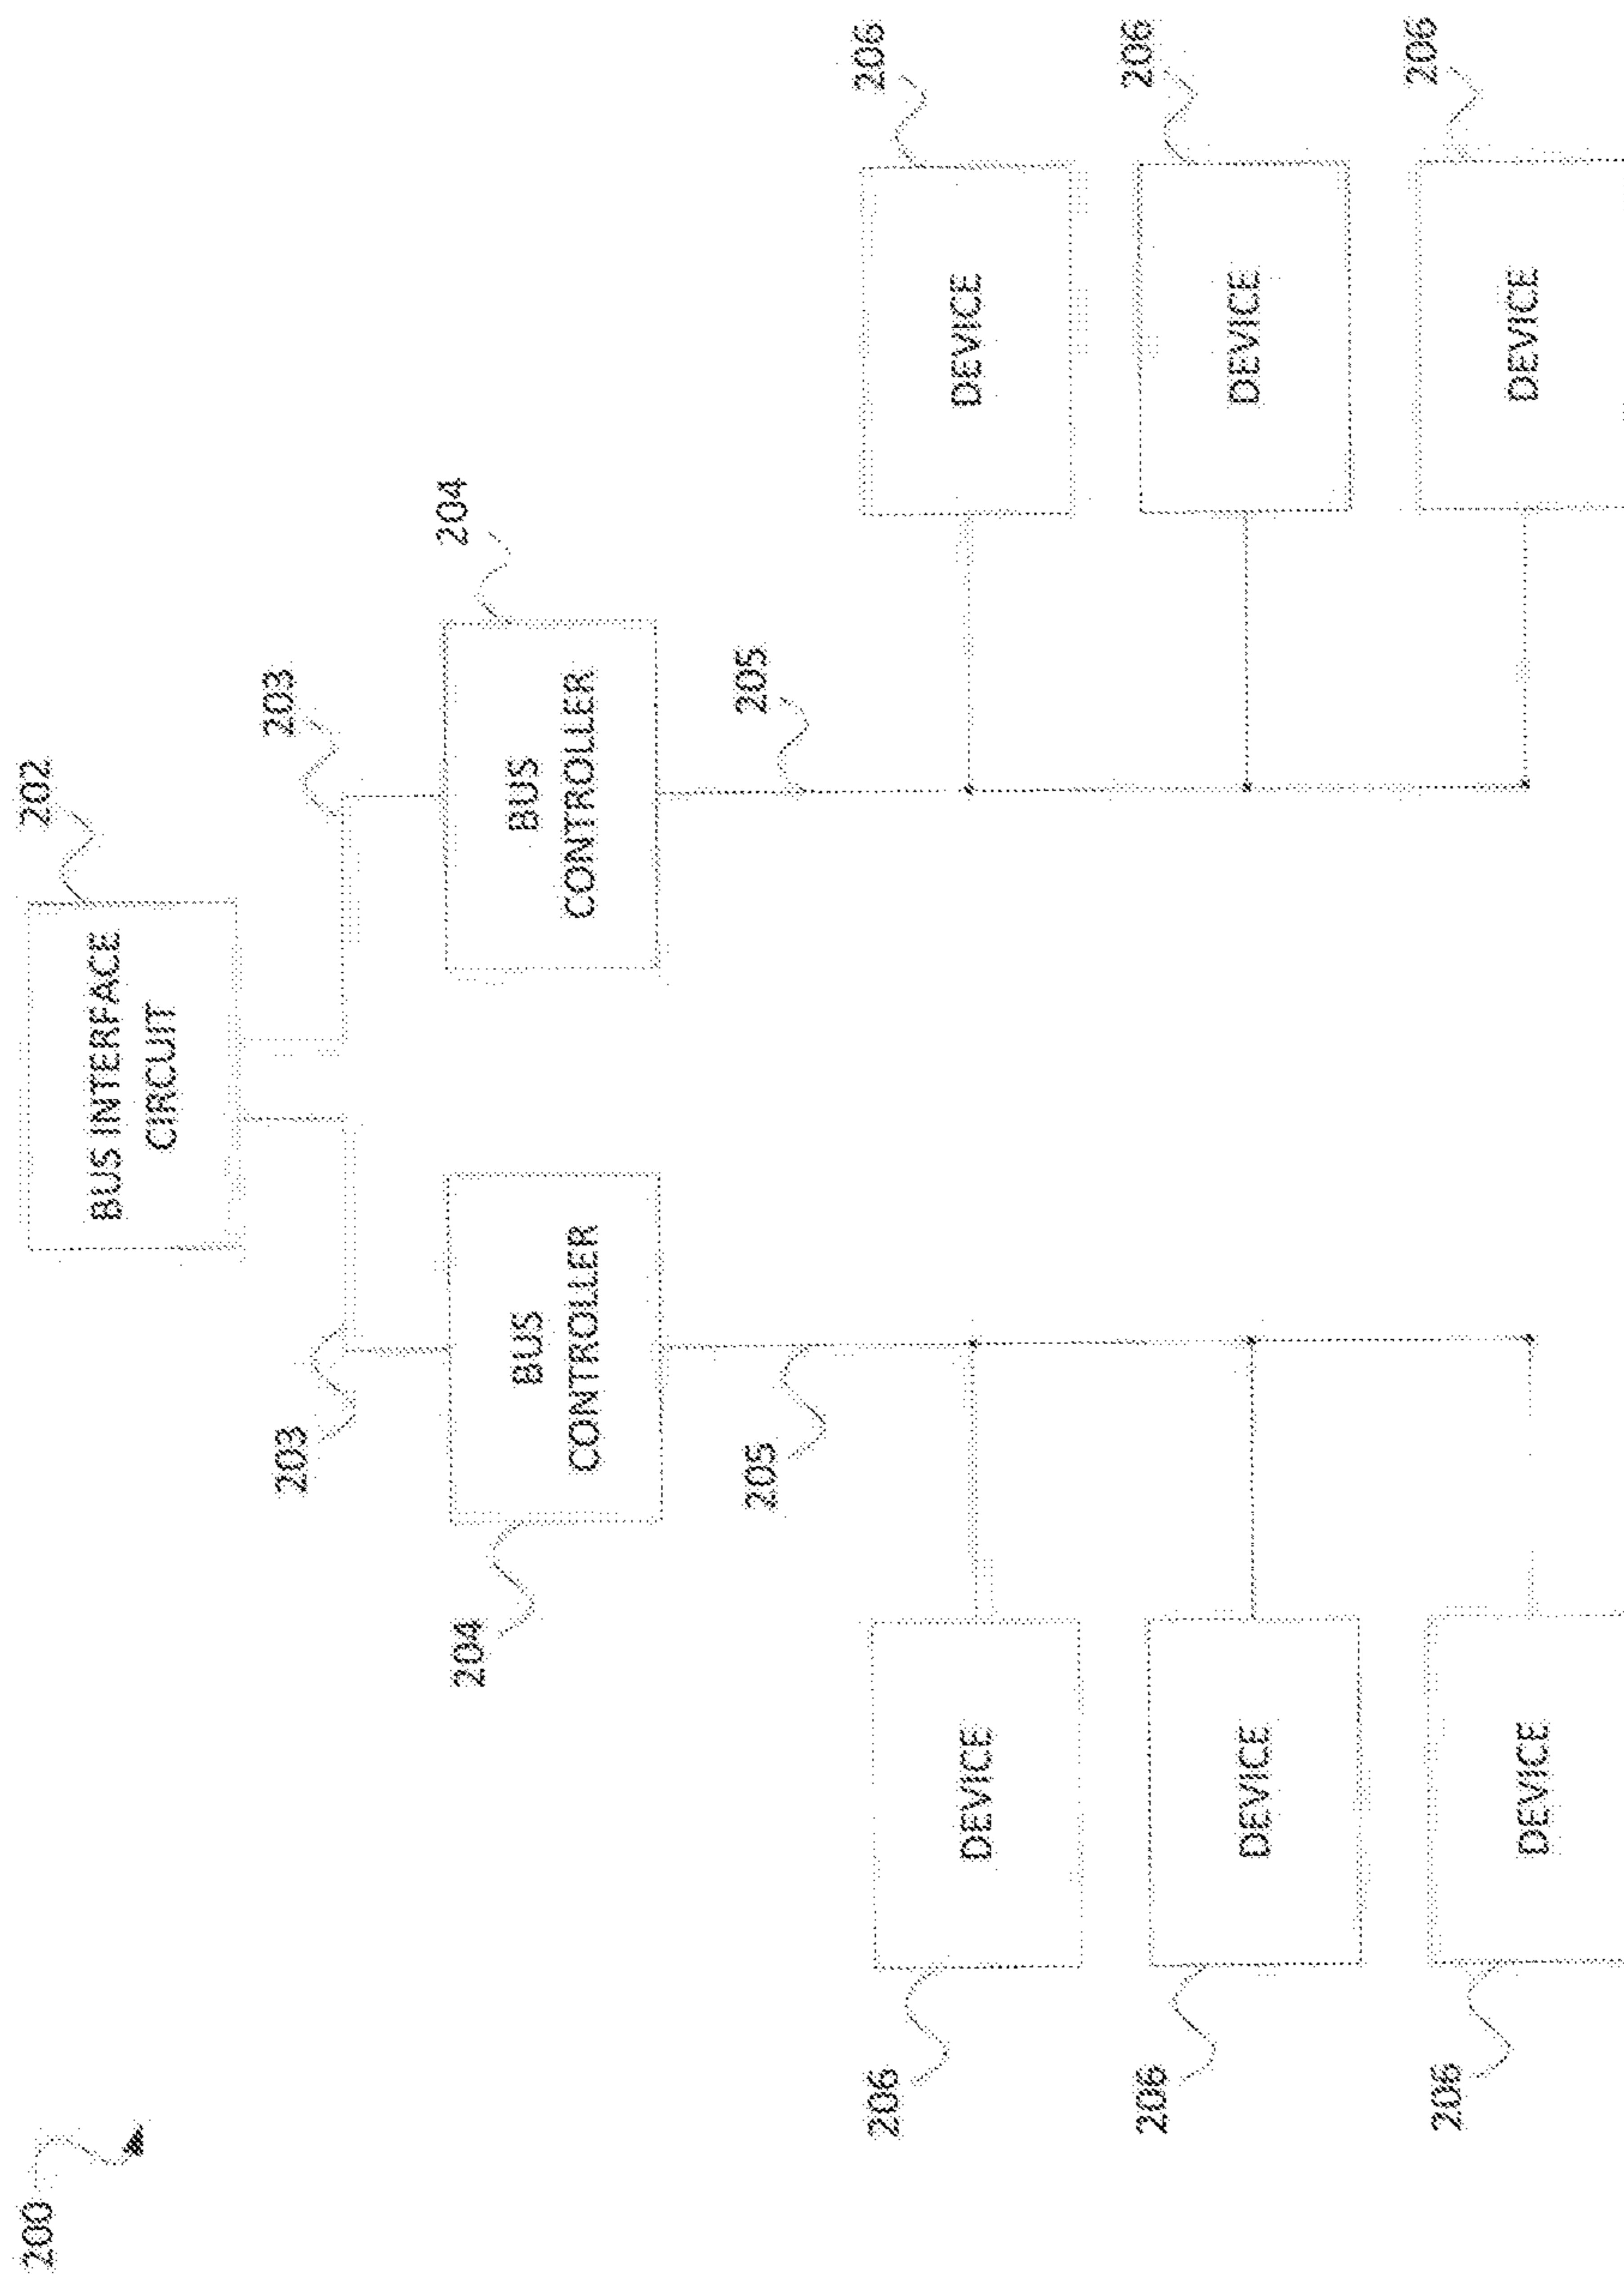 200
202
BUS INTERFACE
CIRCUIT
203
203
204
BUS
CONTROLLER
204
BUS
CONTROLLER
205
205
206
DEVICE
DEVICE
206
206
DEVICE
DEVICE
206
206
DEVICE
DEVICE
206